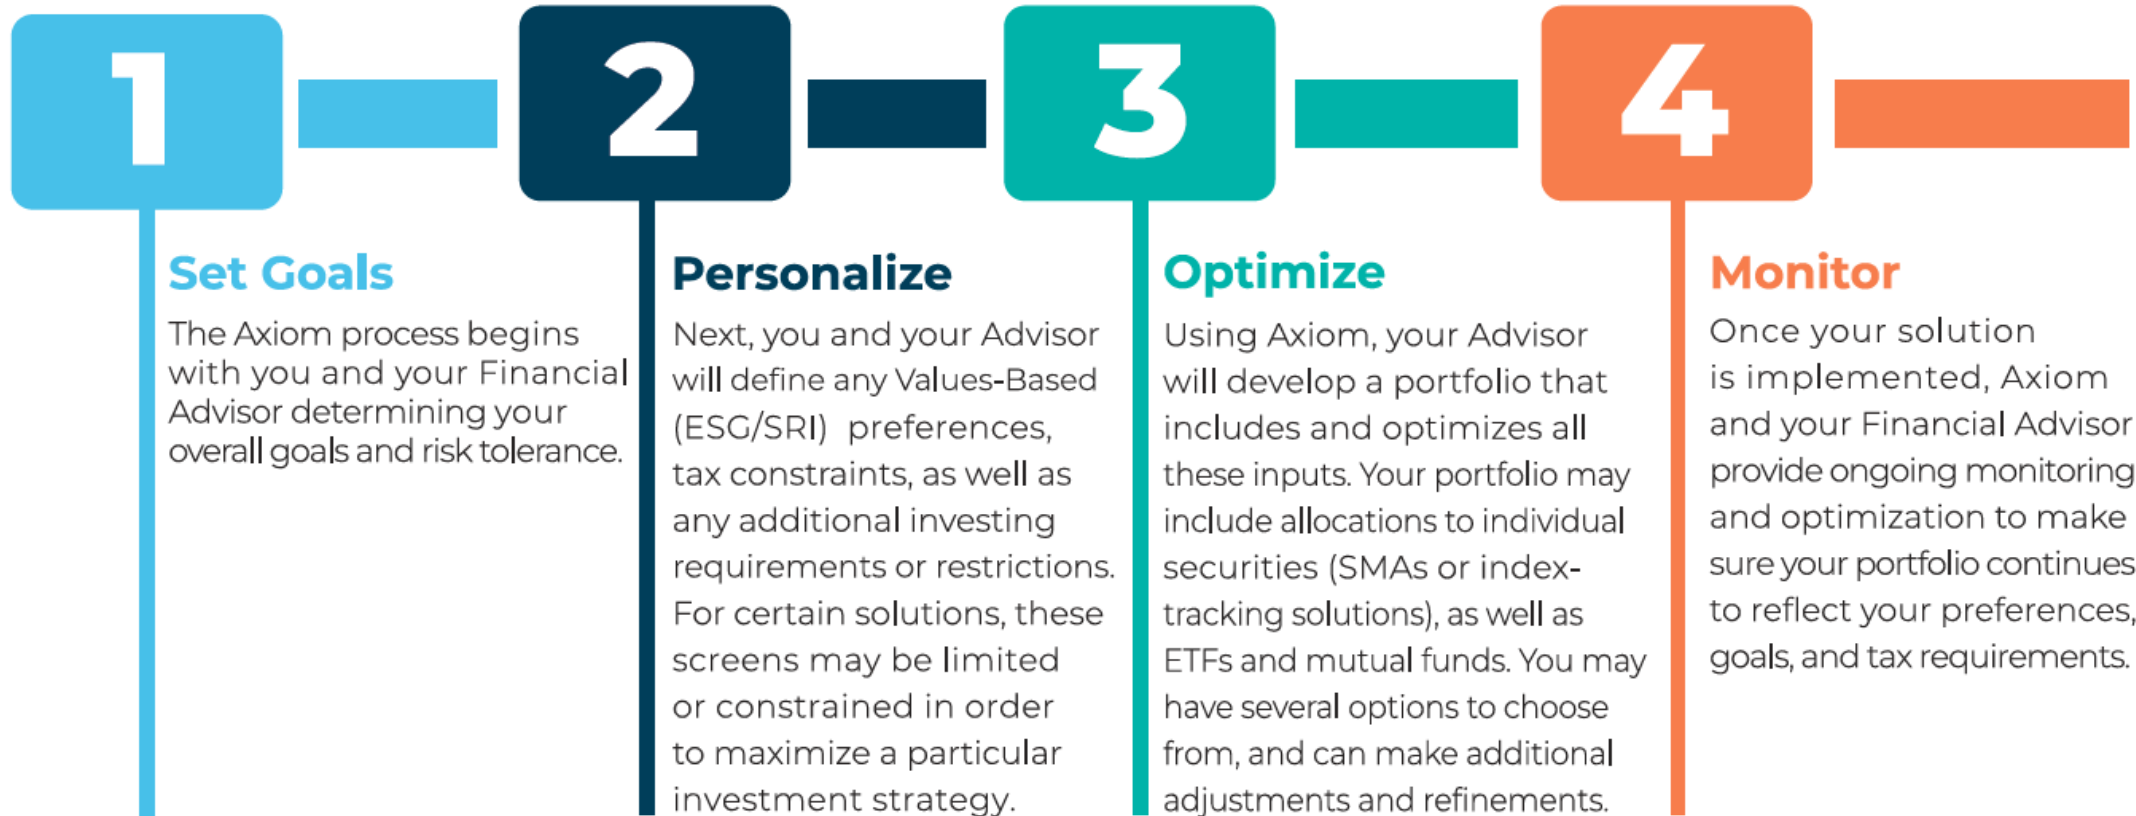 1
Set Goals
The Axiom process begins
with you and your Financial
Advisor determining your
overall goals and risk tolerance.
2
Personalize
Next, you and your Advisor
will define any Values-Based
(ESG/SRI) preferences,
tax constraints, as well as
any additional investing
requirements or restrictions.
For certain solutions, these
screens may be limited
or constrained in order
to maximize a particular
investment strategy.
3
Optimize
Using Axiom, your Advisor
will develop a portfolio that
includes and optimizes all
these inputs. Your portfolio may
include allocations to individual
securities (SMAs or index-
tracking solutions), as well as
ETFs and mutual funds. You may
have several options to choose
from, and can make additional
adjustments and refinements.
4
Monitor
Once your solution
is implemented, Axiom
and your Financial Advisor
provide ongoing monitoring
and optimization to make
sure your portfolio continues
to reflect your preferences,
goals, and tax requirements.